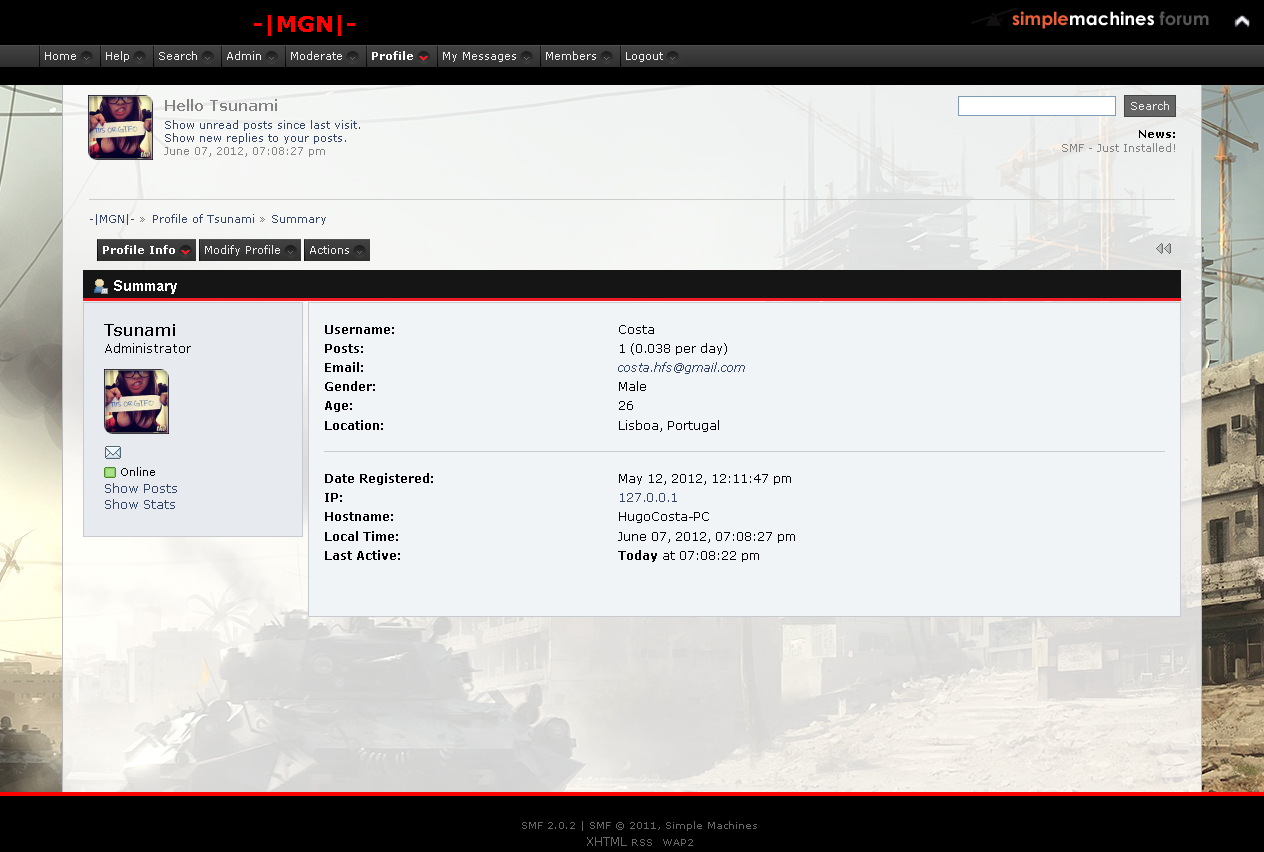 -|MGN|-
simplemachines forum
Home Help Search Admin Moderate Profile My Messages Members Logout
Hello Tsunami
Show unread posts since last visit.
Show new replies to your posts.
June 07, 2012, 07:08:27 pm
Search
News:
SMF - Just Installed!
-|MGN|- » Profile of Tsunami » Summary
Profile Info Modify Profile Actions
Summary
Tsunami
Administrator
Online
Show Posts
Show Stats
Username: Costa
Posts: 1 (0.038 per day)
Email: costa.hfs@gmail.com
Gender: Male
Age: 26
Location: Lisboa, Portugal
Date Registered: May 12, 2012, 12:11:47 pm
IP: 127.0.0.1
Hostname: HugoCosta-PC
Local Time: June 07, 2012, 07:08:27 pm
Last Active: Today at 07:08:22 pm
SMF 2.0.2 | SMF © 2011, Simple Machines
XHTML RSS WAP2